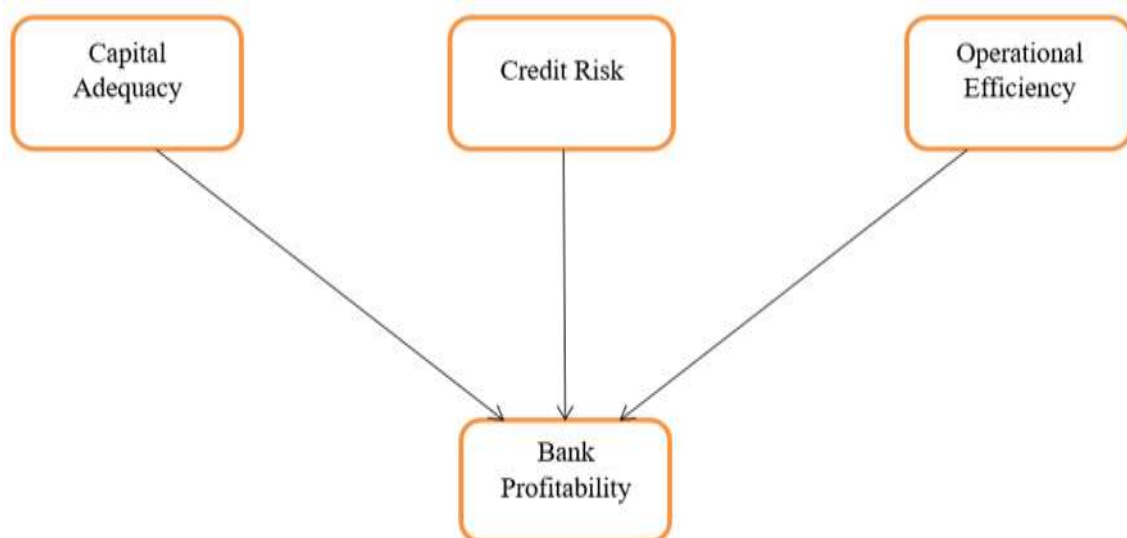 Capital
Adequacy
Credit Risk
Operational
Efficiency
Bank
Profitability